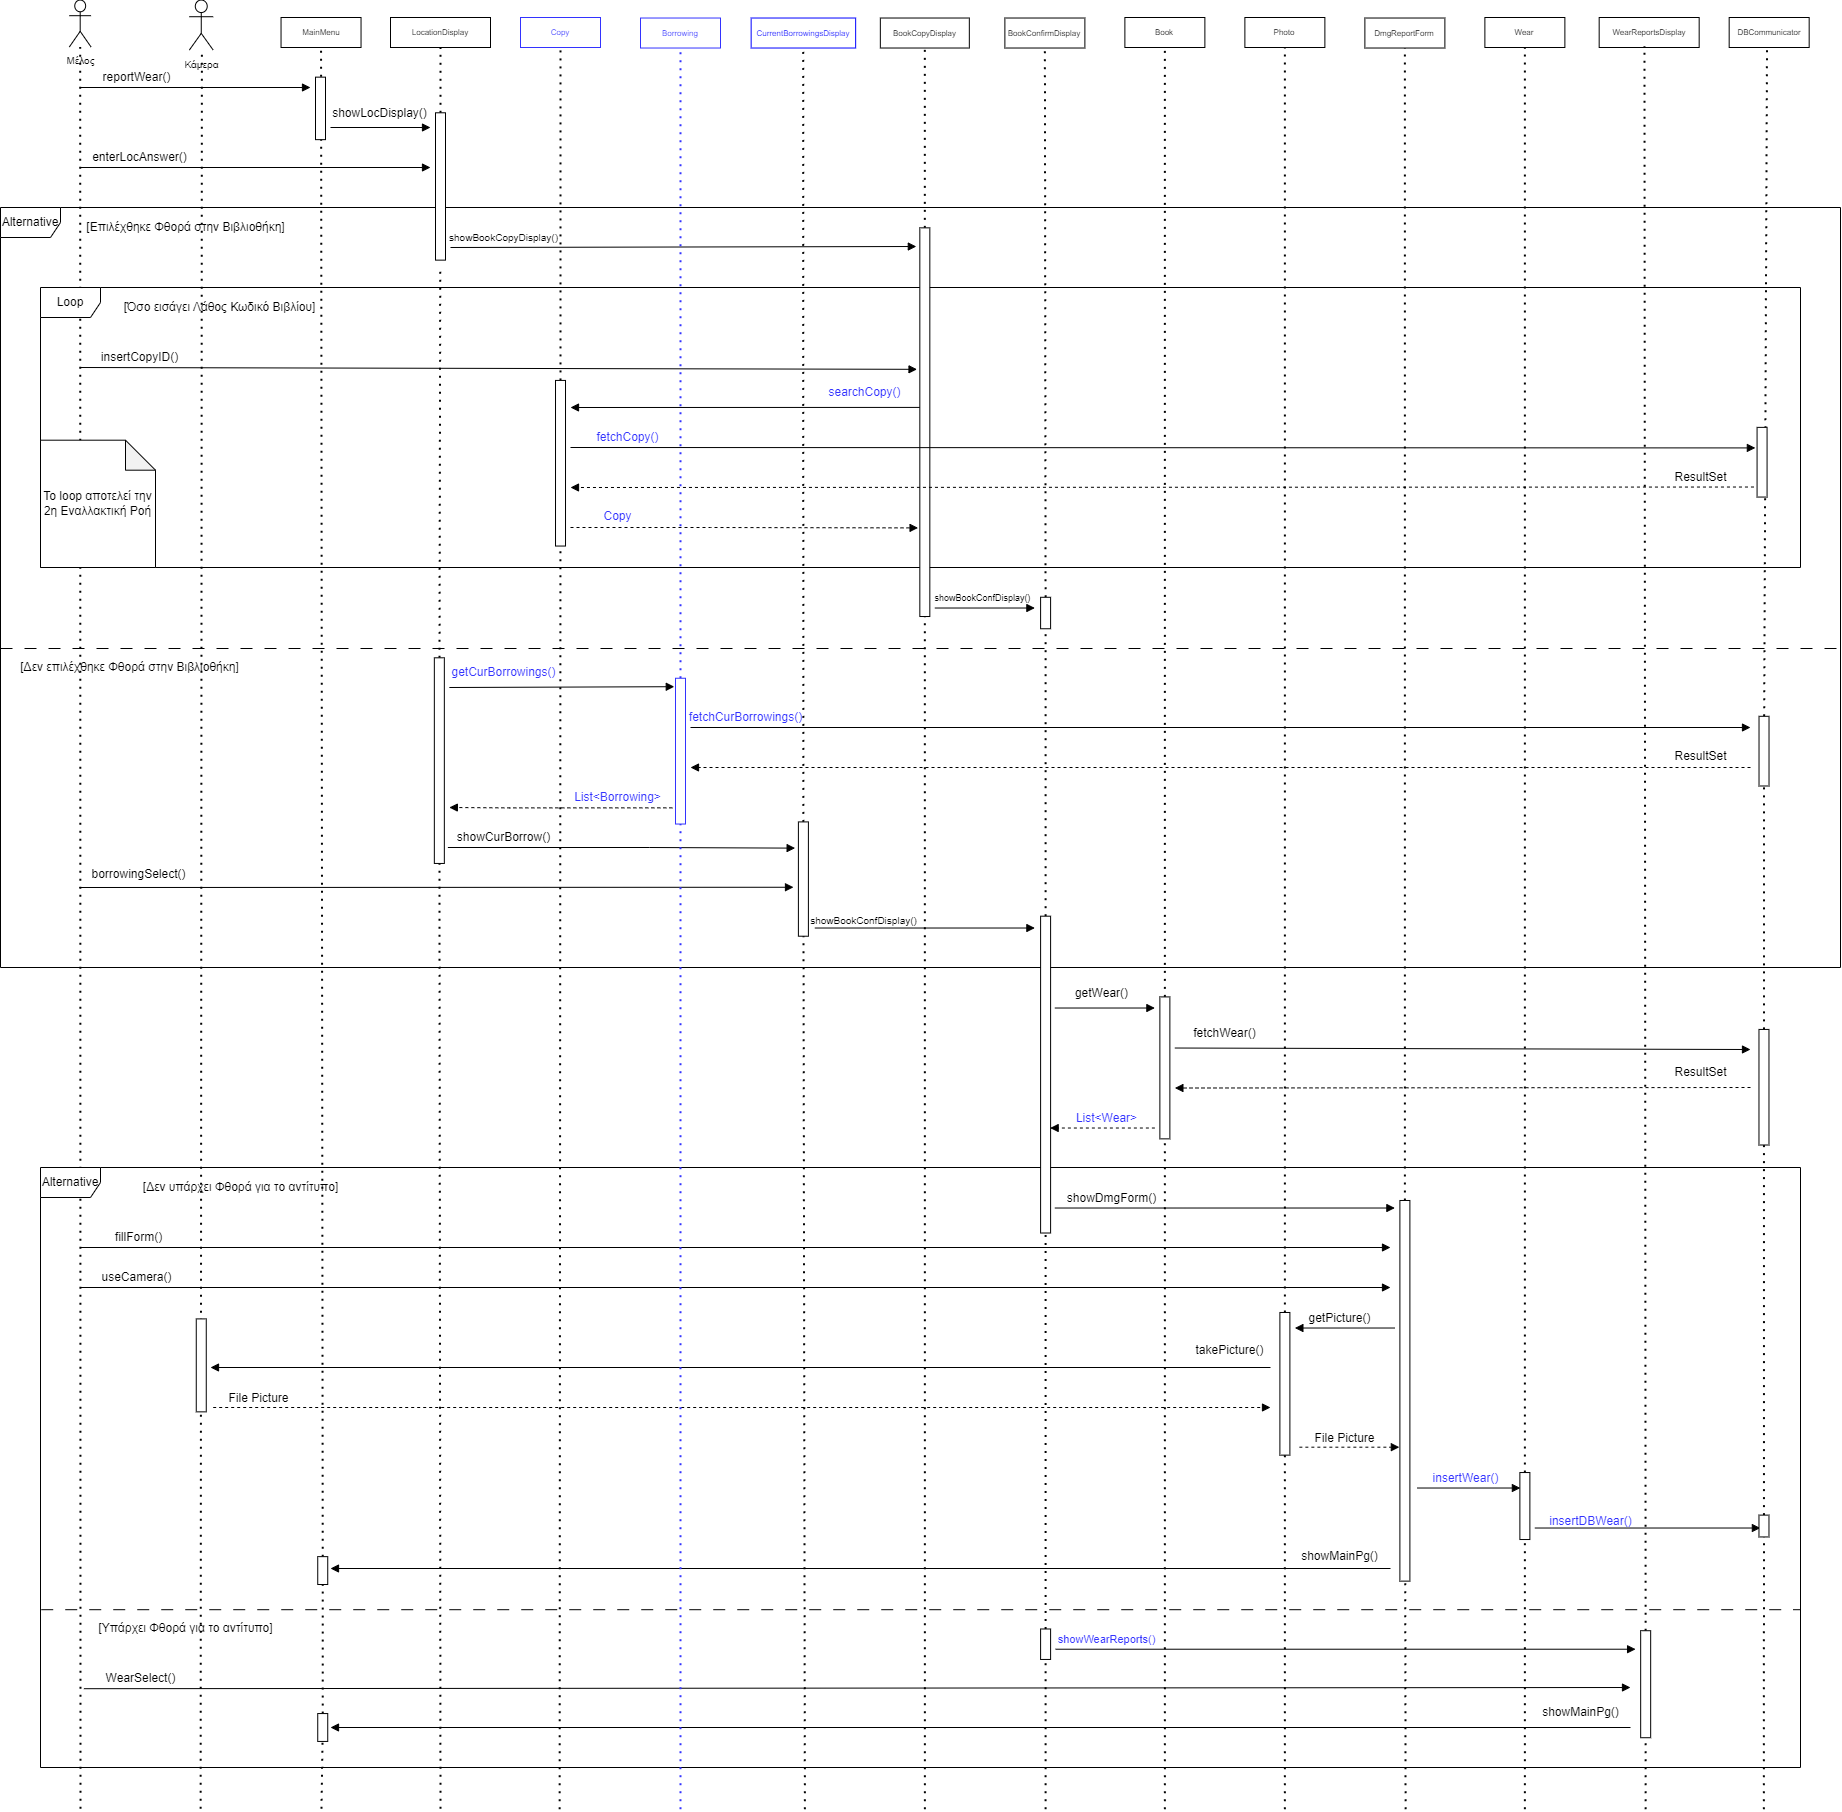 Μέλος
Κάμερα
MainMenu
LocationDisplay
Copy
Borrowing
CurrentBorrowingsDisplay
BookCopyDisplay
BookConfirmDisplay
Book
Photo
DmgReportForm
Wear
WearReportsDisplay
DBCommunicator
reportWear()
showLocDisplay()
enterLocAnswer()
Alternative
[Επιλέχθηκε Φθορά στην Βιβλιοθήκη]
showBookCopyDisplay()
Loop
[Όσο εισάγει Λάθος Κωδικό Βιβλίου]
insertCopyID()
searchCopy()
fetchCopy()
ResultSet
Το loop αποτελεί την
2η Εναλλακτική Ροή
Copy
showBookConfDisplay()
[Δεν επιλέχθηκε Φθορά στην Βιβλιοθήκη]
getCurBorrowings()
fetchCurBorrowings()
ResultSet
List<Borrowing>
showCurBorrow()
borrowingSelect()
showBookConfDisplay()
getWear()
fetchWear()
ResultSet
List<Wear>
Alternative
[Δεν υπάρχει Φθορά για το αντίτυπο]
showDmgForm()
fillForm()
useCamera()
getPicture()
takePicture()
File Picture
File Picture
insertWear()
insertDBWear()
showMainPg()
[Υπάρχει Φθορά για το αντίτυπο]
showWearReports()
WearSelect()
showMainPg()